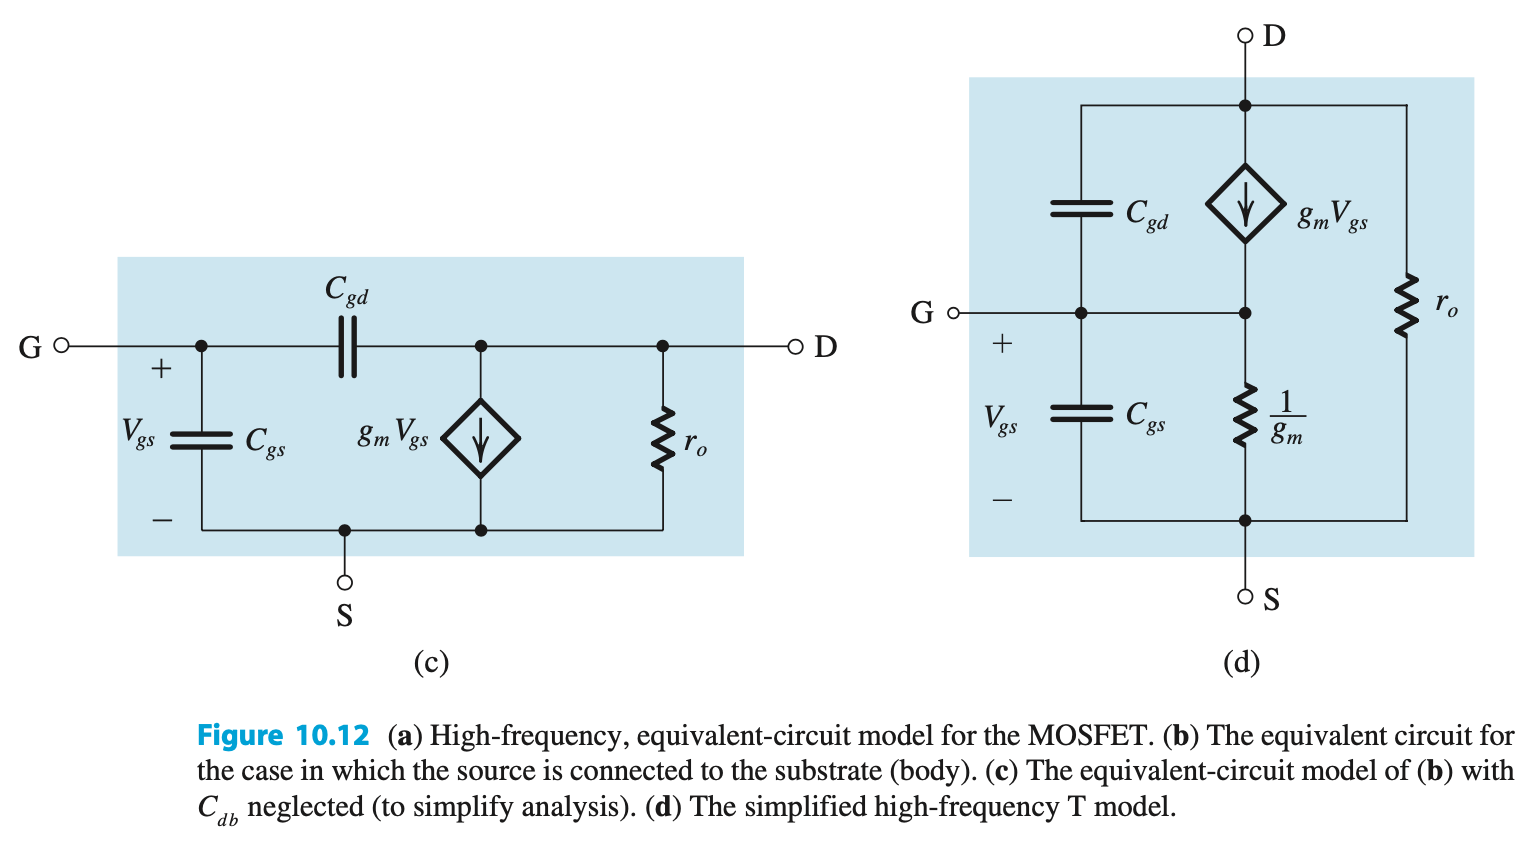 D
C_gd
g_m V_gs
G
+
V_gs
−
C_gs
1
g_m
r_o
S
(d)
C_gd
G
+
V_gs
−
C_gs
g_m V_gs
r_o
D
S
(c)
Figure 10.12 (a) High-frequency, equivalent-circuit model for the MOSFET. (b) The equivalent circuit for
the case in which the source is connected to the substrate (body). (c) The equivalent-circuit model of (b) with
C_db neglected (to simplify analysis). (d) The simplified high-frequency T model.